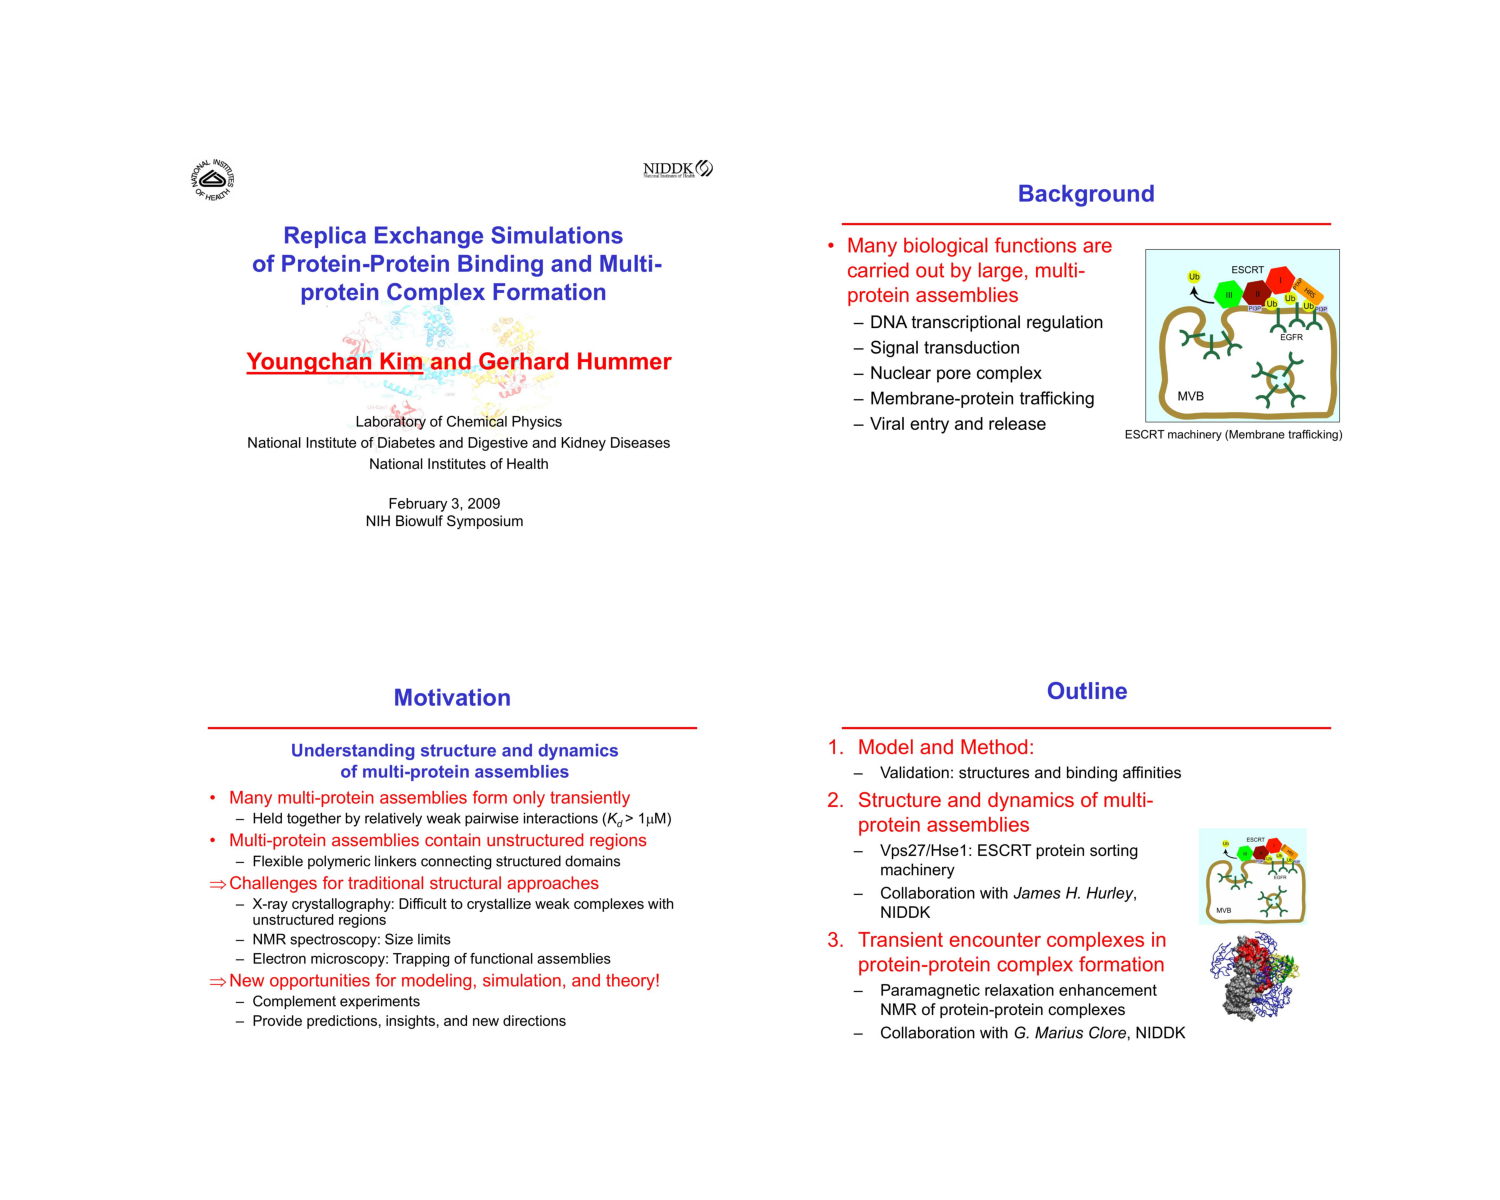 NATIONAL INSTITUTES OF HEALTH
NIDDK
National Institutes of Health
Replica Exchange Simulations
of Protein-Protein Binding and Multi-
protein Complex Formation
Youngchan Kim and Gerhard Hummer
Laboratory of Chemical Physics
National Institute of Diabetes and Digestive and Kidney Diseases
National Institutes of Health
February 3, 2009
NIH Biowulf Symposium
Background
• Many biological functions are
carried out by large, multi-
protein assemblies
– DNA transcriptional regulation
– Signal transduction
– Nuclear pore complex
– Membrane-protein trafficking
– Viral entry and release
Ub
ESCRT
III
II
I
HRS
PI3P
Ub
Ub
Ub
PI3P
EGFR
MVB
ESCRT machinery (Membrane trafficking)
Motivation
Understanding structure and dynamics
of multi-protein assemblies
• Many multi-protein assemblies form only transiently
– Held together by relatively weak pairwise interactions (Kd > 1μM)
• Multi-protein assemblies contain unstructured regions
– Flexible polymeric linkers connecting structured domains
⇒ Challenges for traditional structural approaches
– X-ray crystallography: Difficult to crystallize weak complexes with
unstructured regions
– NMR spectroscopy: Size limits
– Electron microscopy: Trapping of functional assemblies
⇒ New opportunities for modeling, simulation, and theory!
– Complement experiments
– Provide predictions, insights, and new directions
Outline
1. Model and Method:
– Validation: structures and binding affinities
2. Structure and dynamics of multi-
protein assemblies
– Vps27/Hse1: ESCRT protein sorting
machinery
– Collaboration with James H. Hurley,
NIDDK
Ub
ESCRT
EGFR
MVB
3. Transient encounter complexes in
protein-protein complex formation
– Paramagnetic relaxation enhancement
NMR of protein-protein complexes
– Collaboration with G. Marius Clore, NIDDK